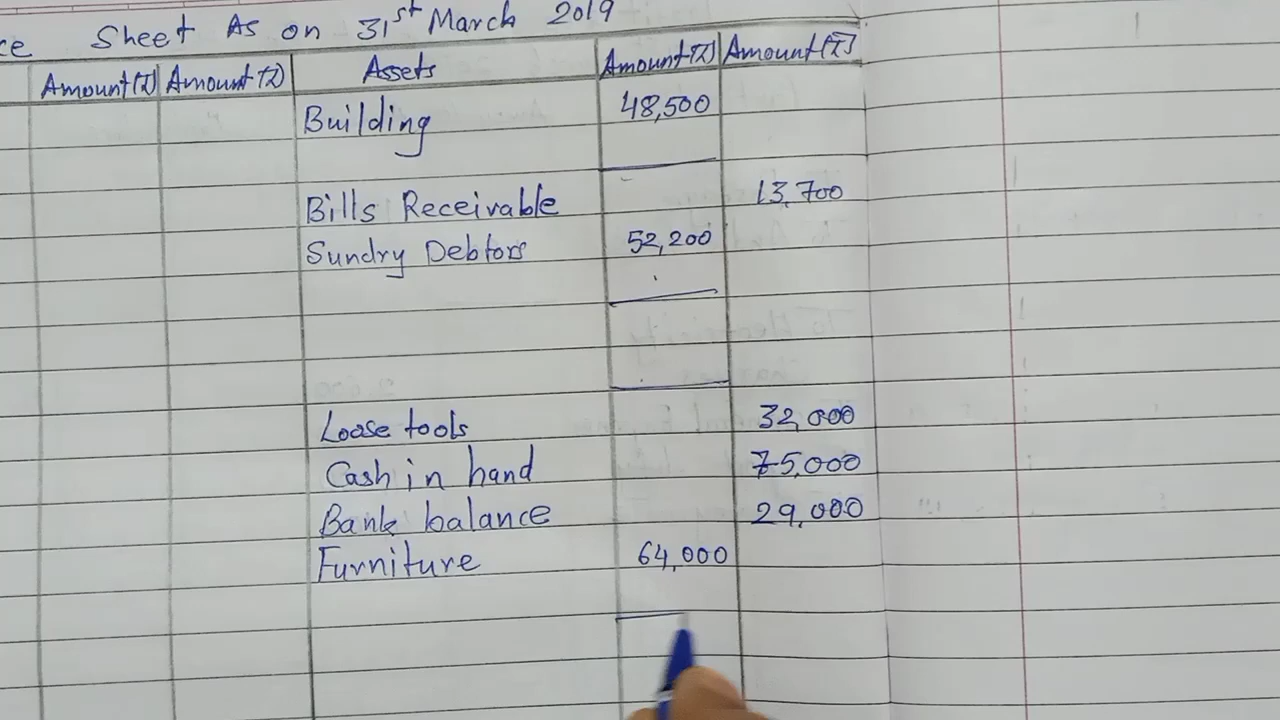 ce Sheet As on 31st March 2019
Amount(₹) Amount(₹) Assets Amount(₹) Amount(₹)
Building 48,500
Bills Receivable 13,700
Sundry Debtors 52,200
Loose tools 32,000
Cash in hand 75,000
Bank balance 29,000
Furniture 64,000